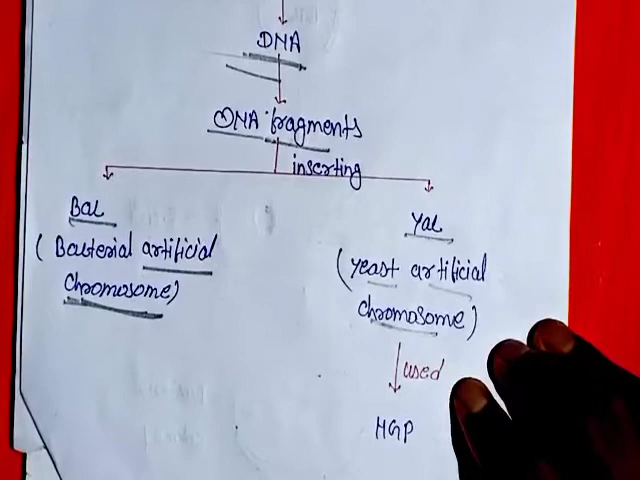 DNA
DNA fragments
inserting
BAC
(Bacterial artificial
chromosome)
YAC
(yeast artificial
chromosome)
used
HGP